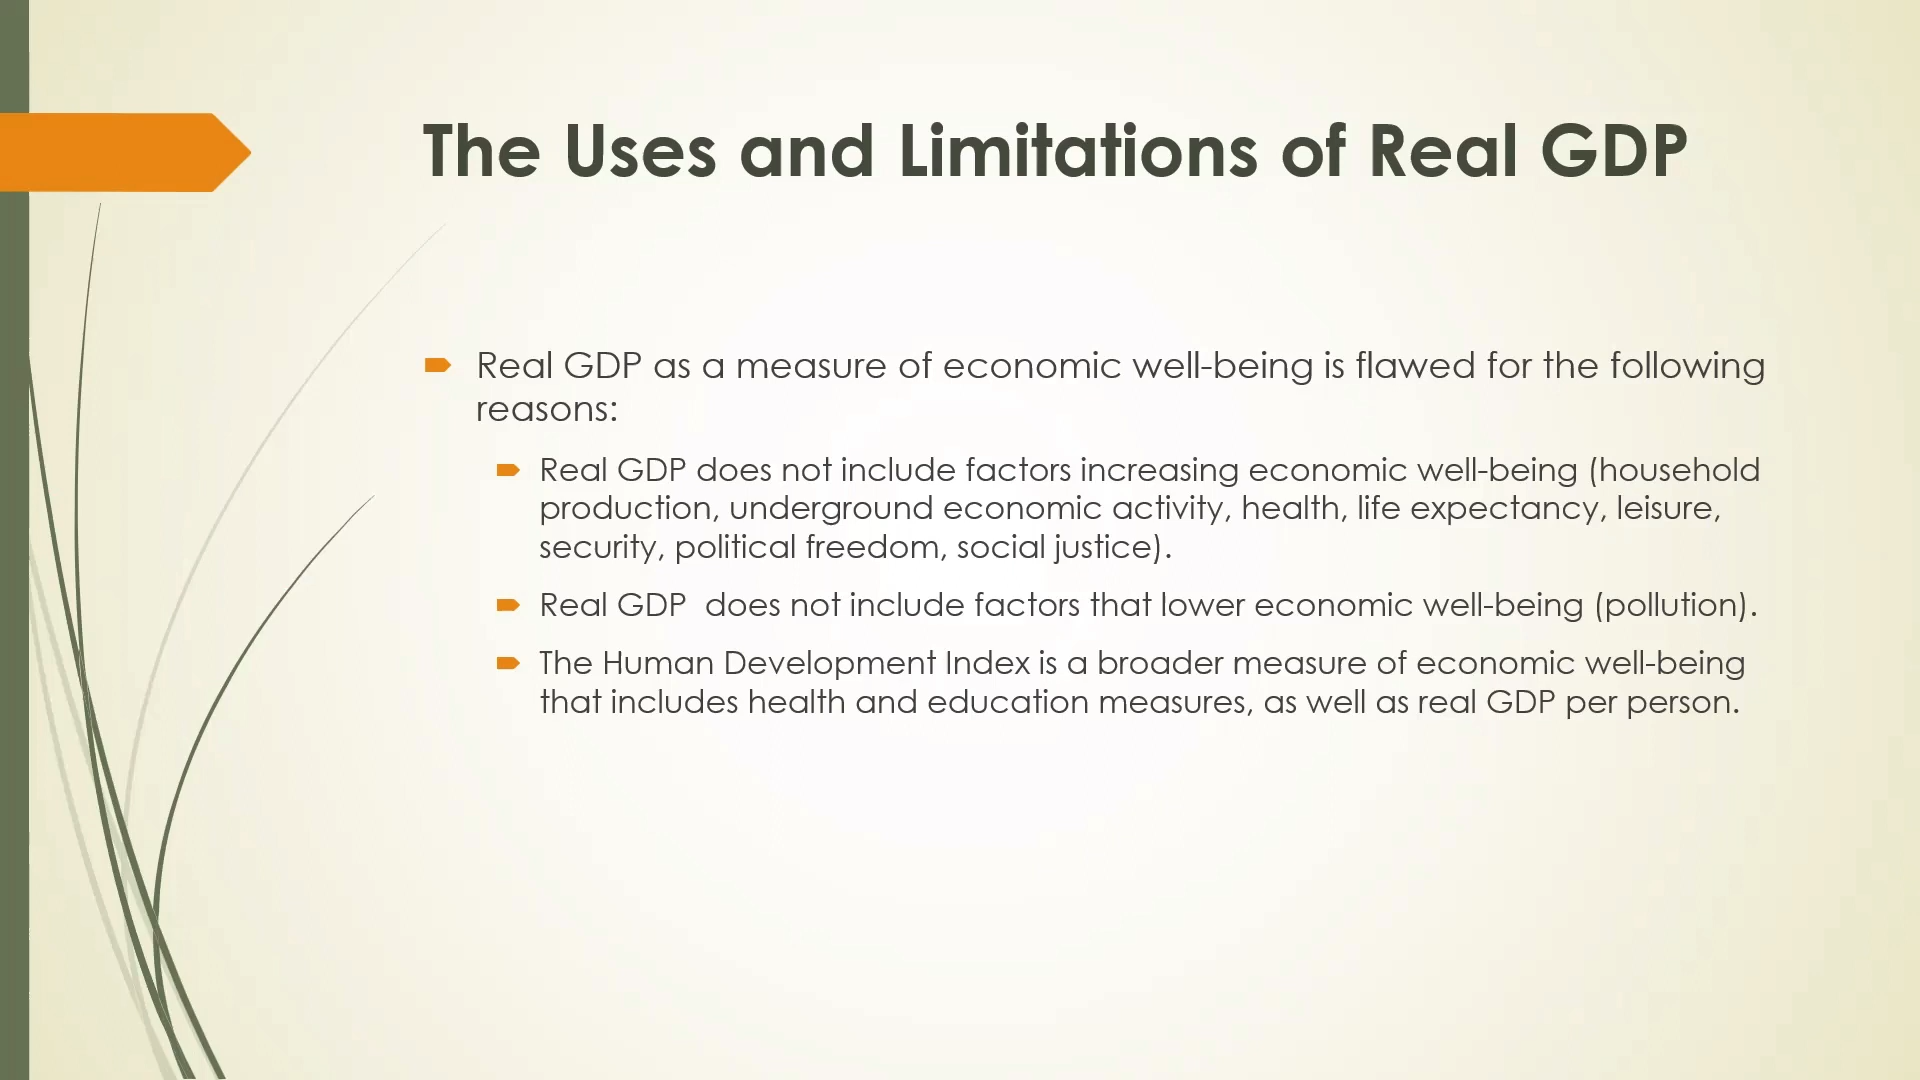 The Uses and Limitations of Real GDP
Real GDP as a measure of economic well-being is flawed for the following
reasons:
Real GDP does not include factors increasing economic well-being (household
production, underground economic activity, health, life expectancy, leisure,
security, political freedom, social justice).
Real GDP  does not include factors that lower economic well-being (pollution).
The Human Development Index is a broader measure of economic well-being
that includes health and education measures, as well as real GDP per person.